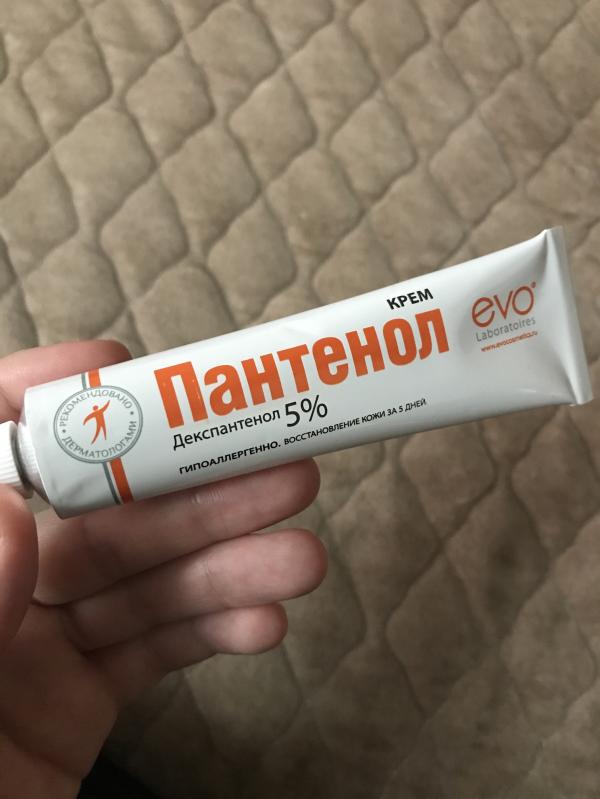 КРЕМ
Пантенол
Декспантенол 5%
ГИПОАЛЛЕРГЕННО. ВОССТАНОВЛЕНИЕ КОЖИ ЗА 5 ДНЕЙ
РЕКОМЕНДОВАНО
ДЕРМАТОЛОГАМИ
evo
Laboratoires
www.evocosmetics.ru